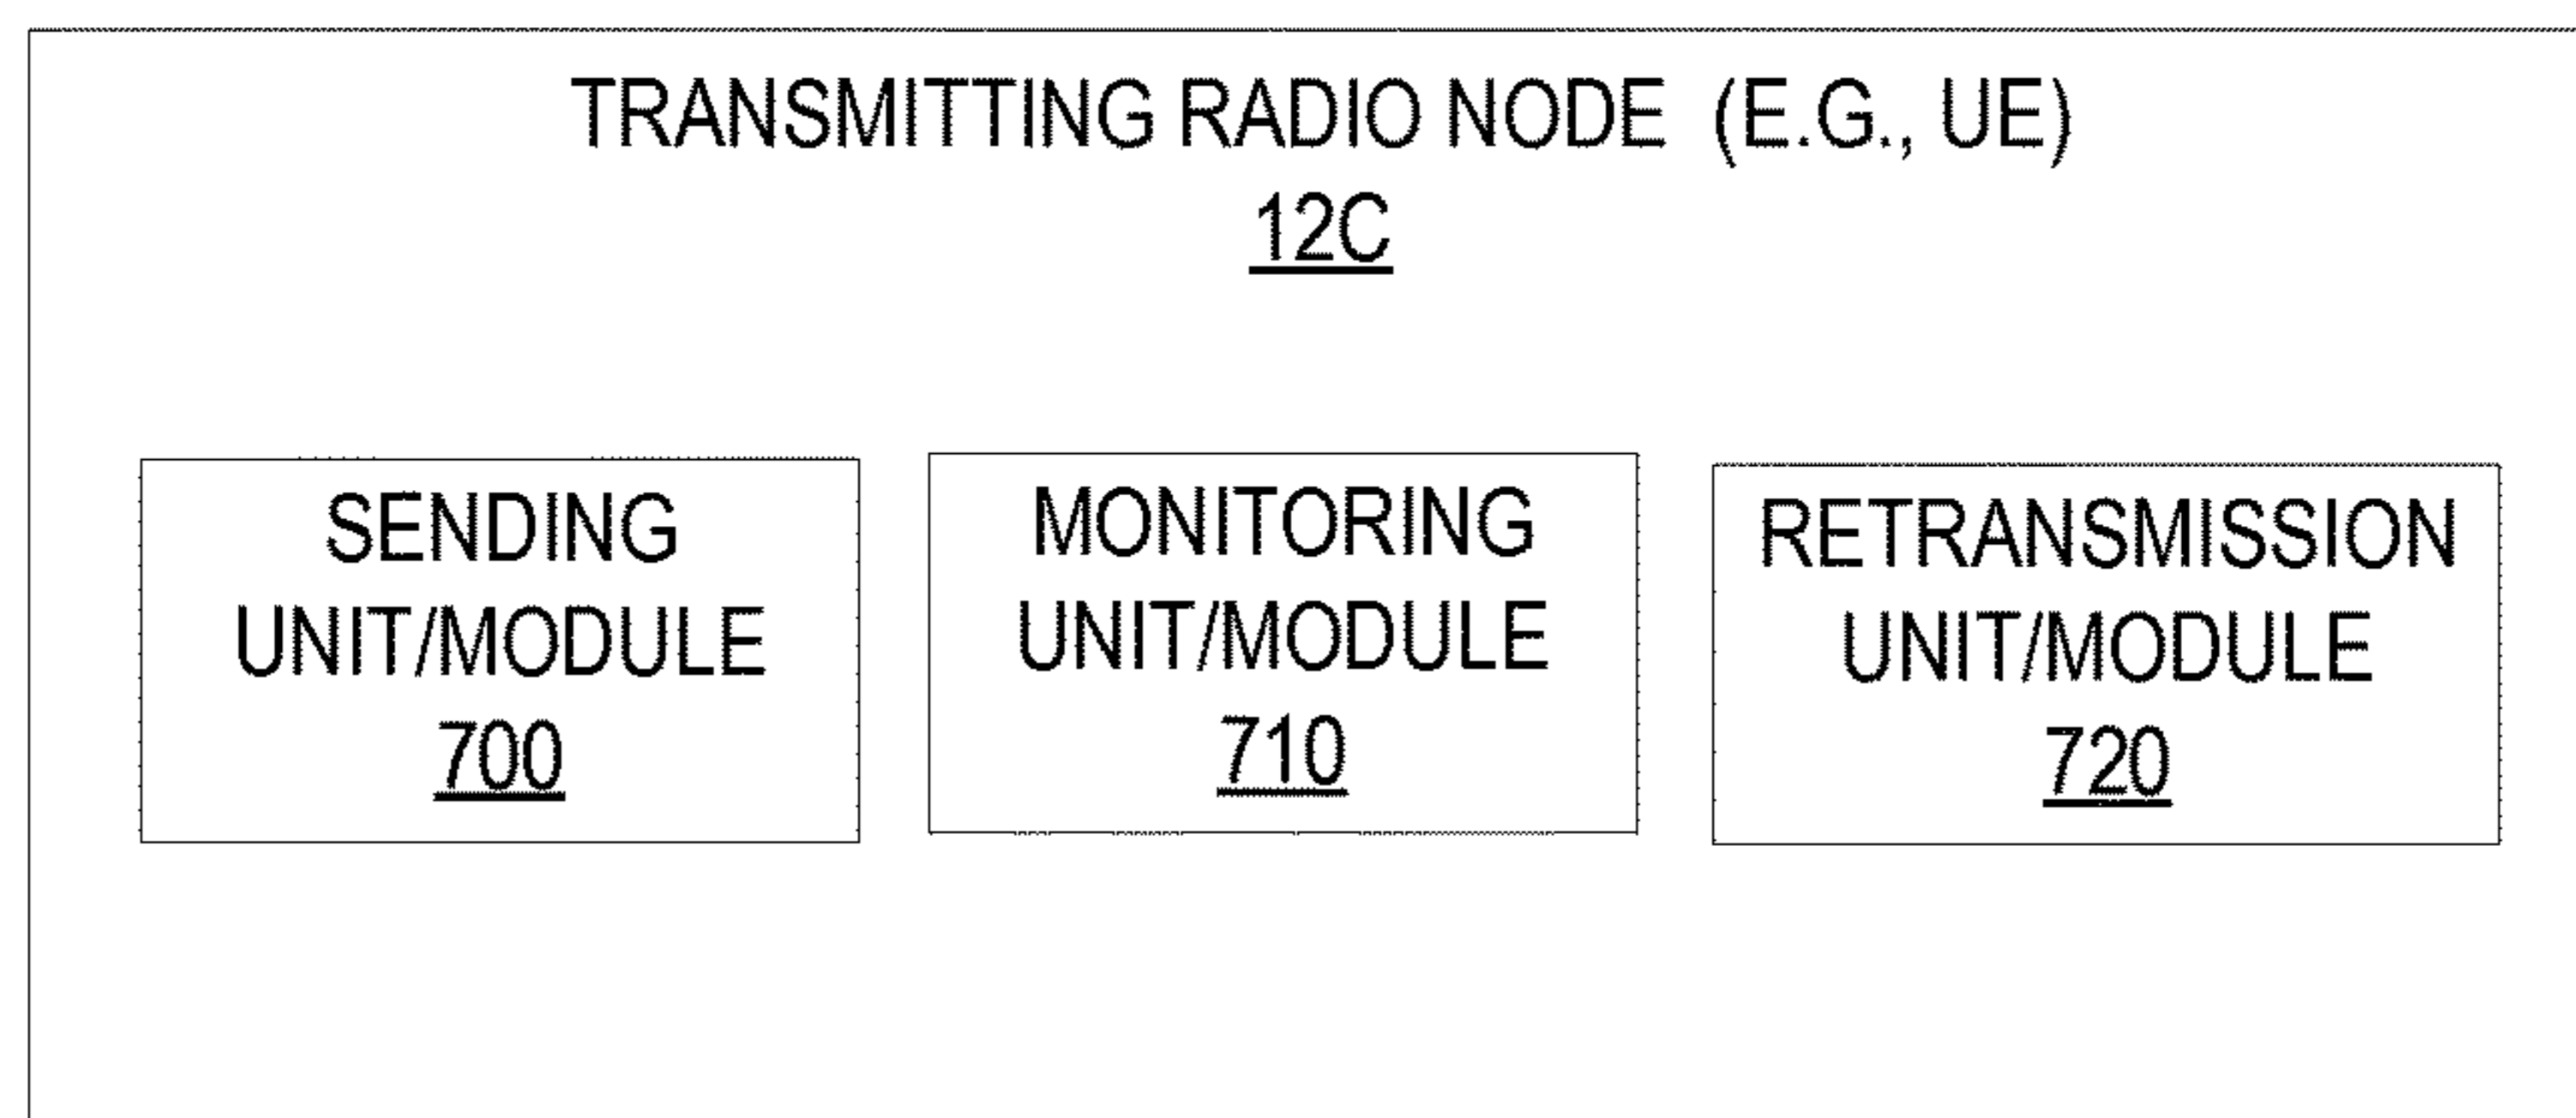 TRANSMITTING RADIO NODE (E.G., UE)
12C
SENDING
UNIT/MODULE
700
MONITORING
UNIT/MODULE
710
RETRANSMISSION
UNIT/MODULE
720